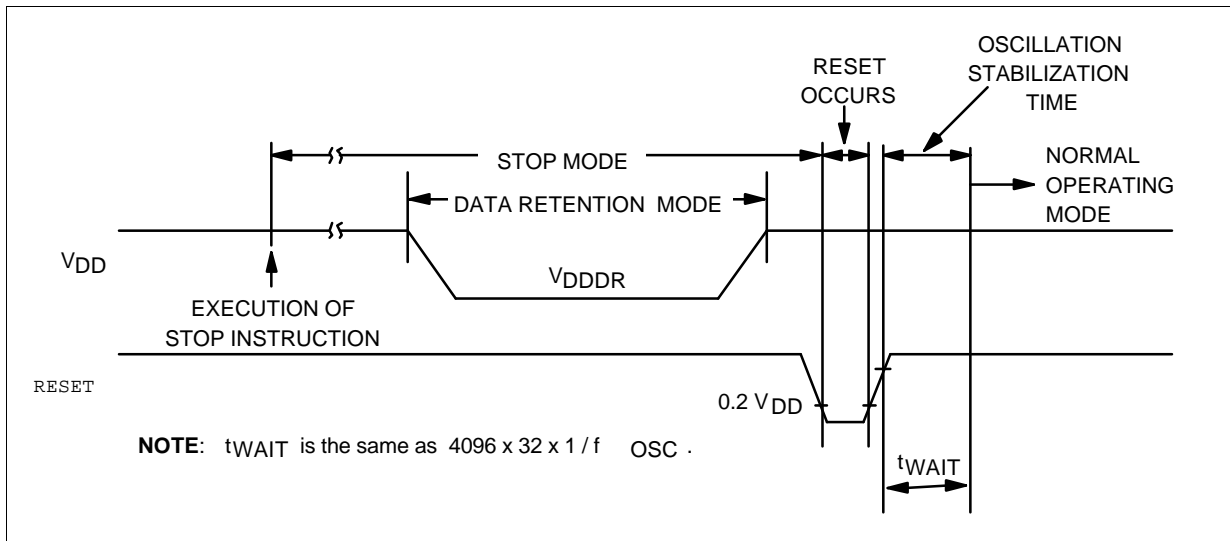 OSCILLATION
STABILIZATION
TIME
RESET
OCCURS
STOP MODE
NORMAL
OPERATING
MODE
DATA RETENTION MODE
VDD
VDDDR
EXECUTION OF
STOP INSTRUCTION
RESET
0.2 VDD
NOTE: tWAIT is the same as 4096 x 32 x 1 / f OSC .
tWAIT